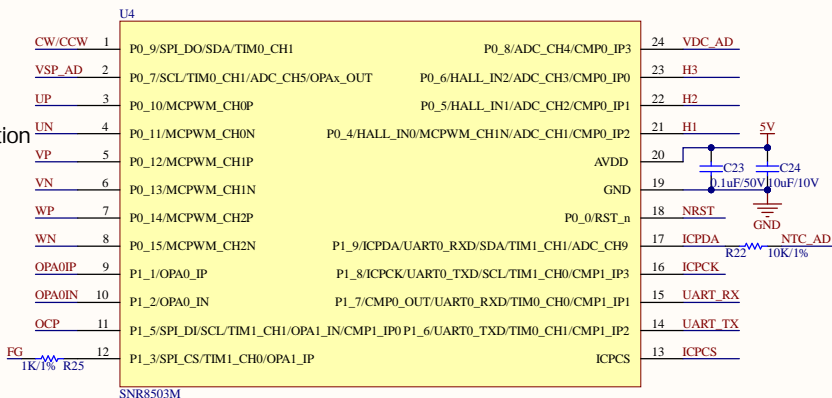 U4
CW/CCW 1 P0_9/SPI_DO/SDA/TIM0_CH1 P0_8/ADC_CH4/CMP0_IP3 24 VDC_AD
VSP_AD 2 P0_7/SCL/TIM0_CH1/ADC_CH5/OPAx_OUT P0_6/HALL_IN2/ADC_CH3/CMP0_IP0 23 H3
UP 3 P0_10/MCPWM_CH0P P0_5/HALL_IN1/ADC_CH2/CMP0_IP1 22 H2
tion UN 4 P0_11/MCPWM_CH0N P0_4/HALL_IN0/MCPWM_CH1N/ADC_CH1/CMP0_IP2 21 H1 5V
VP 5 P0_12/MCPWM_CH1P AVDD 20 C23 C24
VN 6 P0_13/MCPWM_CH1N GND 19 0.1uF/50V 10uF/10V
WP 7 P0_14/MCPWM_CH2P P0_0/RST_n 18 NRST GND
WN 8 P0_15/MCPWM_CH2N P1_9/ICPDA/UART0_RXD/SDA/TIM1_CH1/ADC_CH9 17 ICPDA NTC_AD
R22 10K/1%
OPA0IP 9 P1_1/OPA0_IP P1_8/ICPCK/UART0_TXD/SCL/TIM1_CH0/CMP1_IP3 16 ICPCK
OPA0IN 10 P1_2/OPA0_IN P1_7/CMP0_OUT/UART0_RXD/TIM0_CH0/CMP1_IP1 15 UART_RX
OCP 11 P1_5/SPI_DI/SCL/TIM1_CH1/OPA1_IN/CMP1_IP0 P1_6/UART0_TXD/TIM0_CH1/CMP1_IP2 14 UART_TX
FG 12 P1_3/SPI_CS/TIM1_CH0/OPA1_IP ICPCS 13 ICPCS
1K/1% R25
SNR8503M